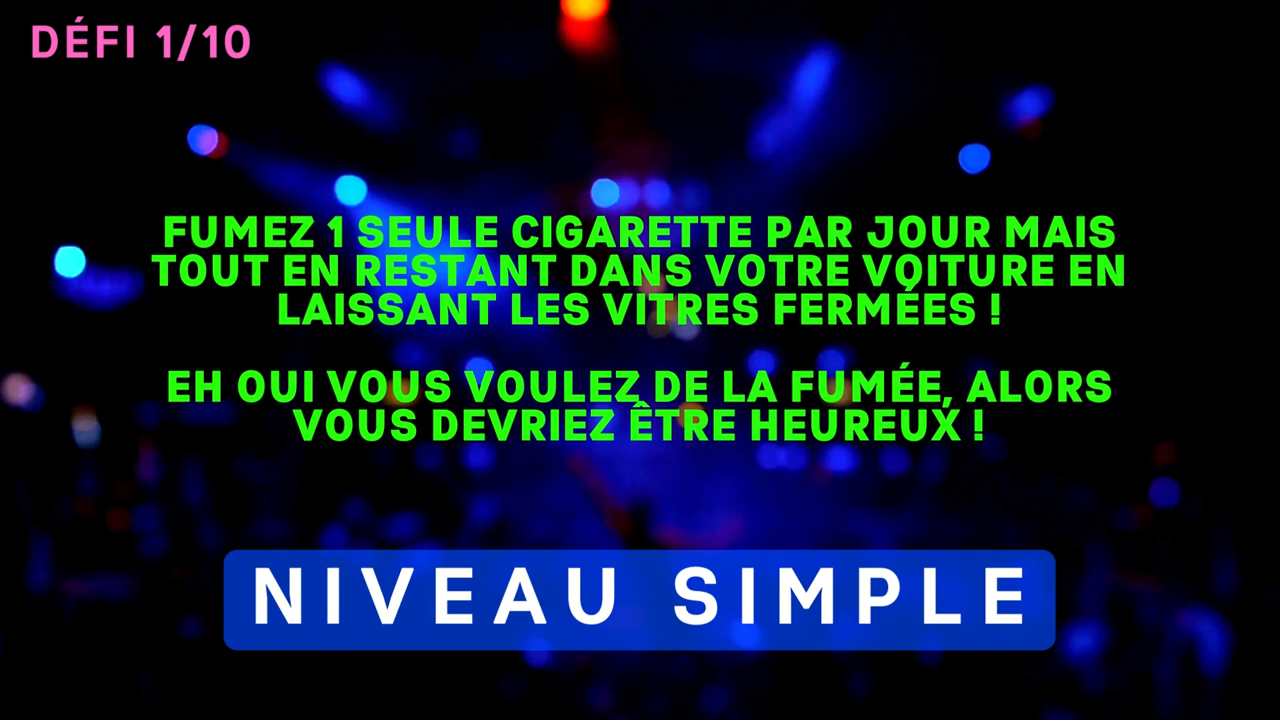 DÉFI 1/10
FUMEZ 1 SEULE CIGARETTE PAR JOUR MAIS
TOUT EN RESTANT DANS VOTRE VOITURE EN
LAISSANT LES VITRES FERMÉES !
EH OUI VOUS VOULEZ DE LA FUMÉE, ALORS
VOUS DEVRIEZ ÊTRE HEUREUX !
NIVEAU SIMPLE